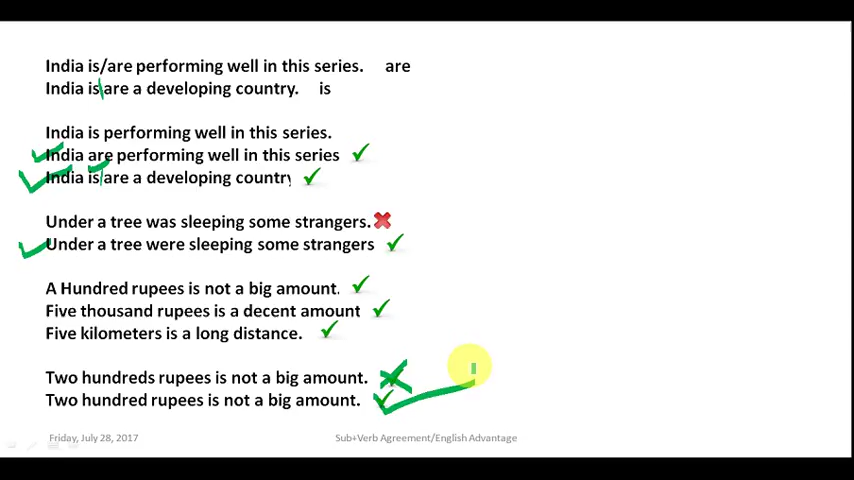 India is/are performing well in this series. are
India is/are a developing country. is
India is performing well in this series.
India are performing well in this series
India is/are a developing country
Under a tree was sleeping some strangers.
Under a tree were sleeping some strangers
A Hundred rupees is not a big amount.
Five thousand rupees is a decent amount
Five kilometers is a long distance.
Two hundreds rupees is not a big amount.
Two hundred rupees is not a big amount.
Friday, July 28, 2017 Sub+Verb Agreement/English Advantage